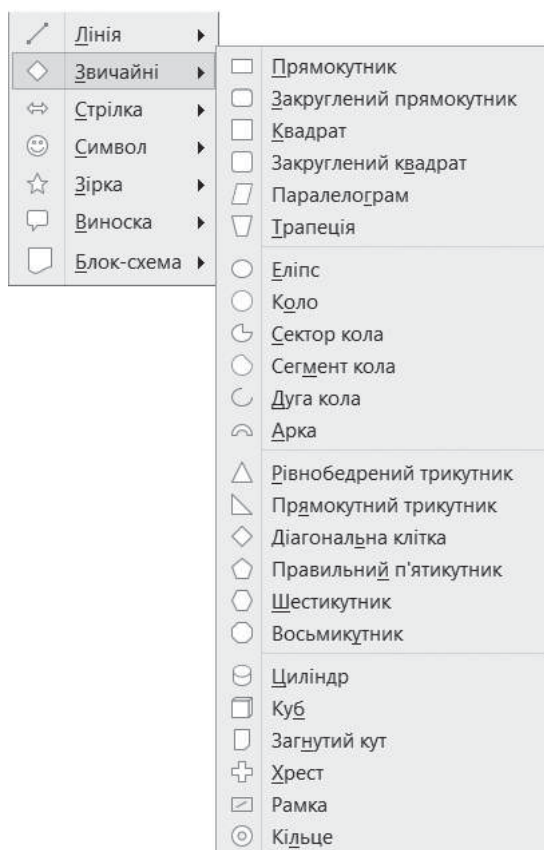 Лінія
Звичайні
Стрілка
Символ
Зірка
Виноска
Блок-схема
Прямокутник
Закруглений прямокутник
Квадрат
Закруглений квадрат
Паралелограм
Трапеція
Еліпс
Коло
Сектор кола
Сегмент кола
Дуга кола
Арка
Рівнобедрений трикутник
Прямокутний трикутник
Діагональна клітка
Правильний п'ятикутник
Шестикутник
Восьмикутник
Циліндр
Куб
Загнутий кут
Хрест
Рамка
Кільце